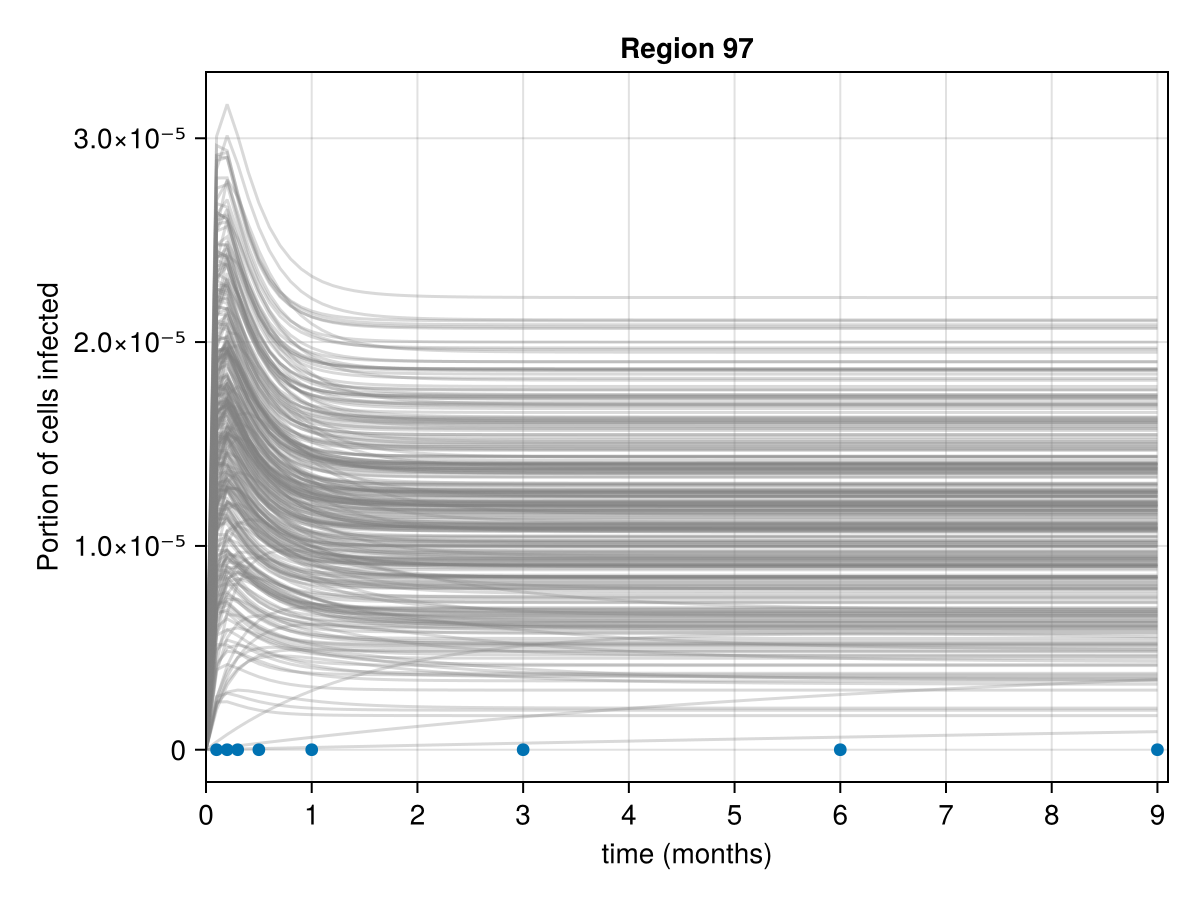 Region 97
Portion of cells infected
3.0×10⁻⁵
2.0×10⁻⁵
1.0×10⁻⁵
0
0 1 2 3 4 5 6 7 8 9
time (months)